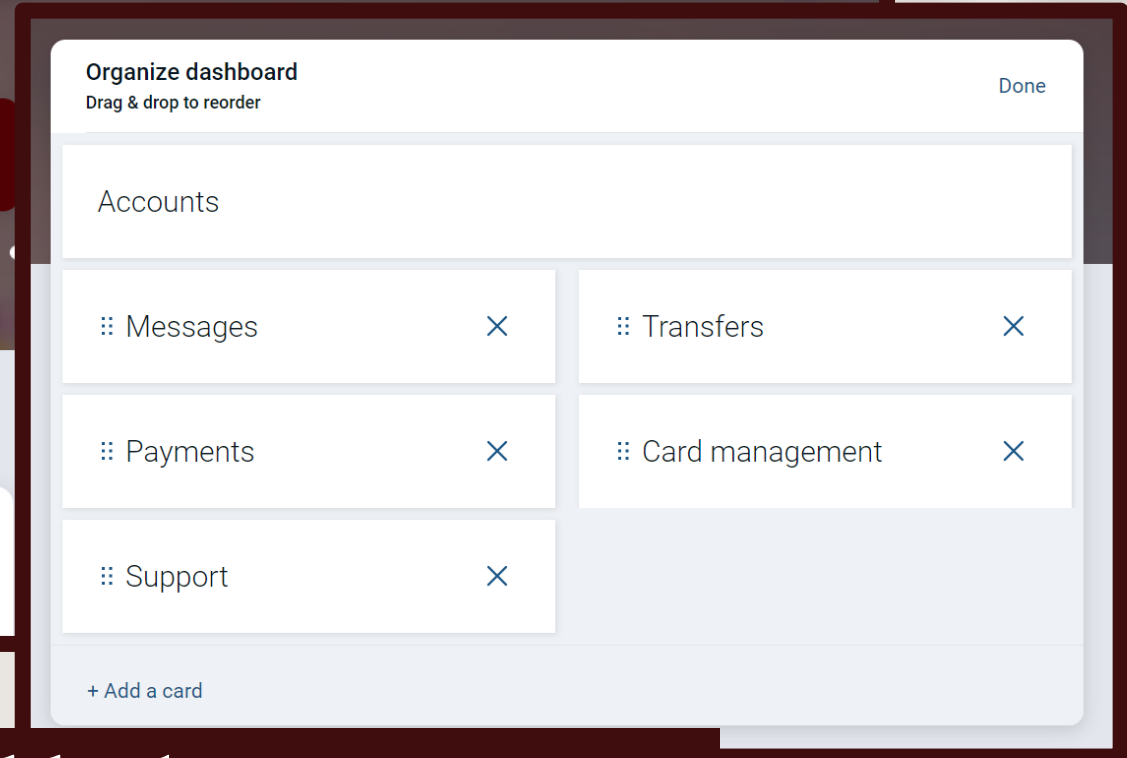 Organize dashboard
Drag & drop to reorder
Done
Accounts
Messages
Transfers
Payments
Card management
Support
+ Add a card